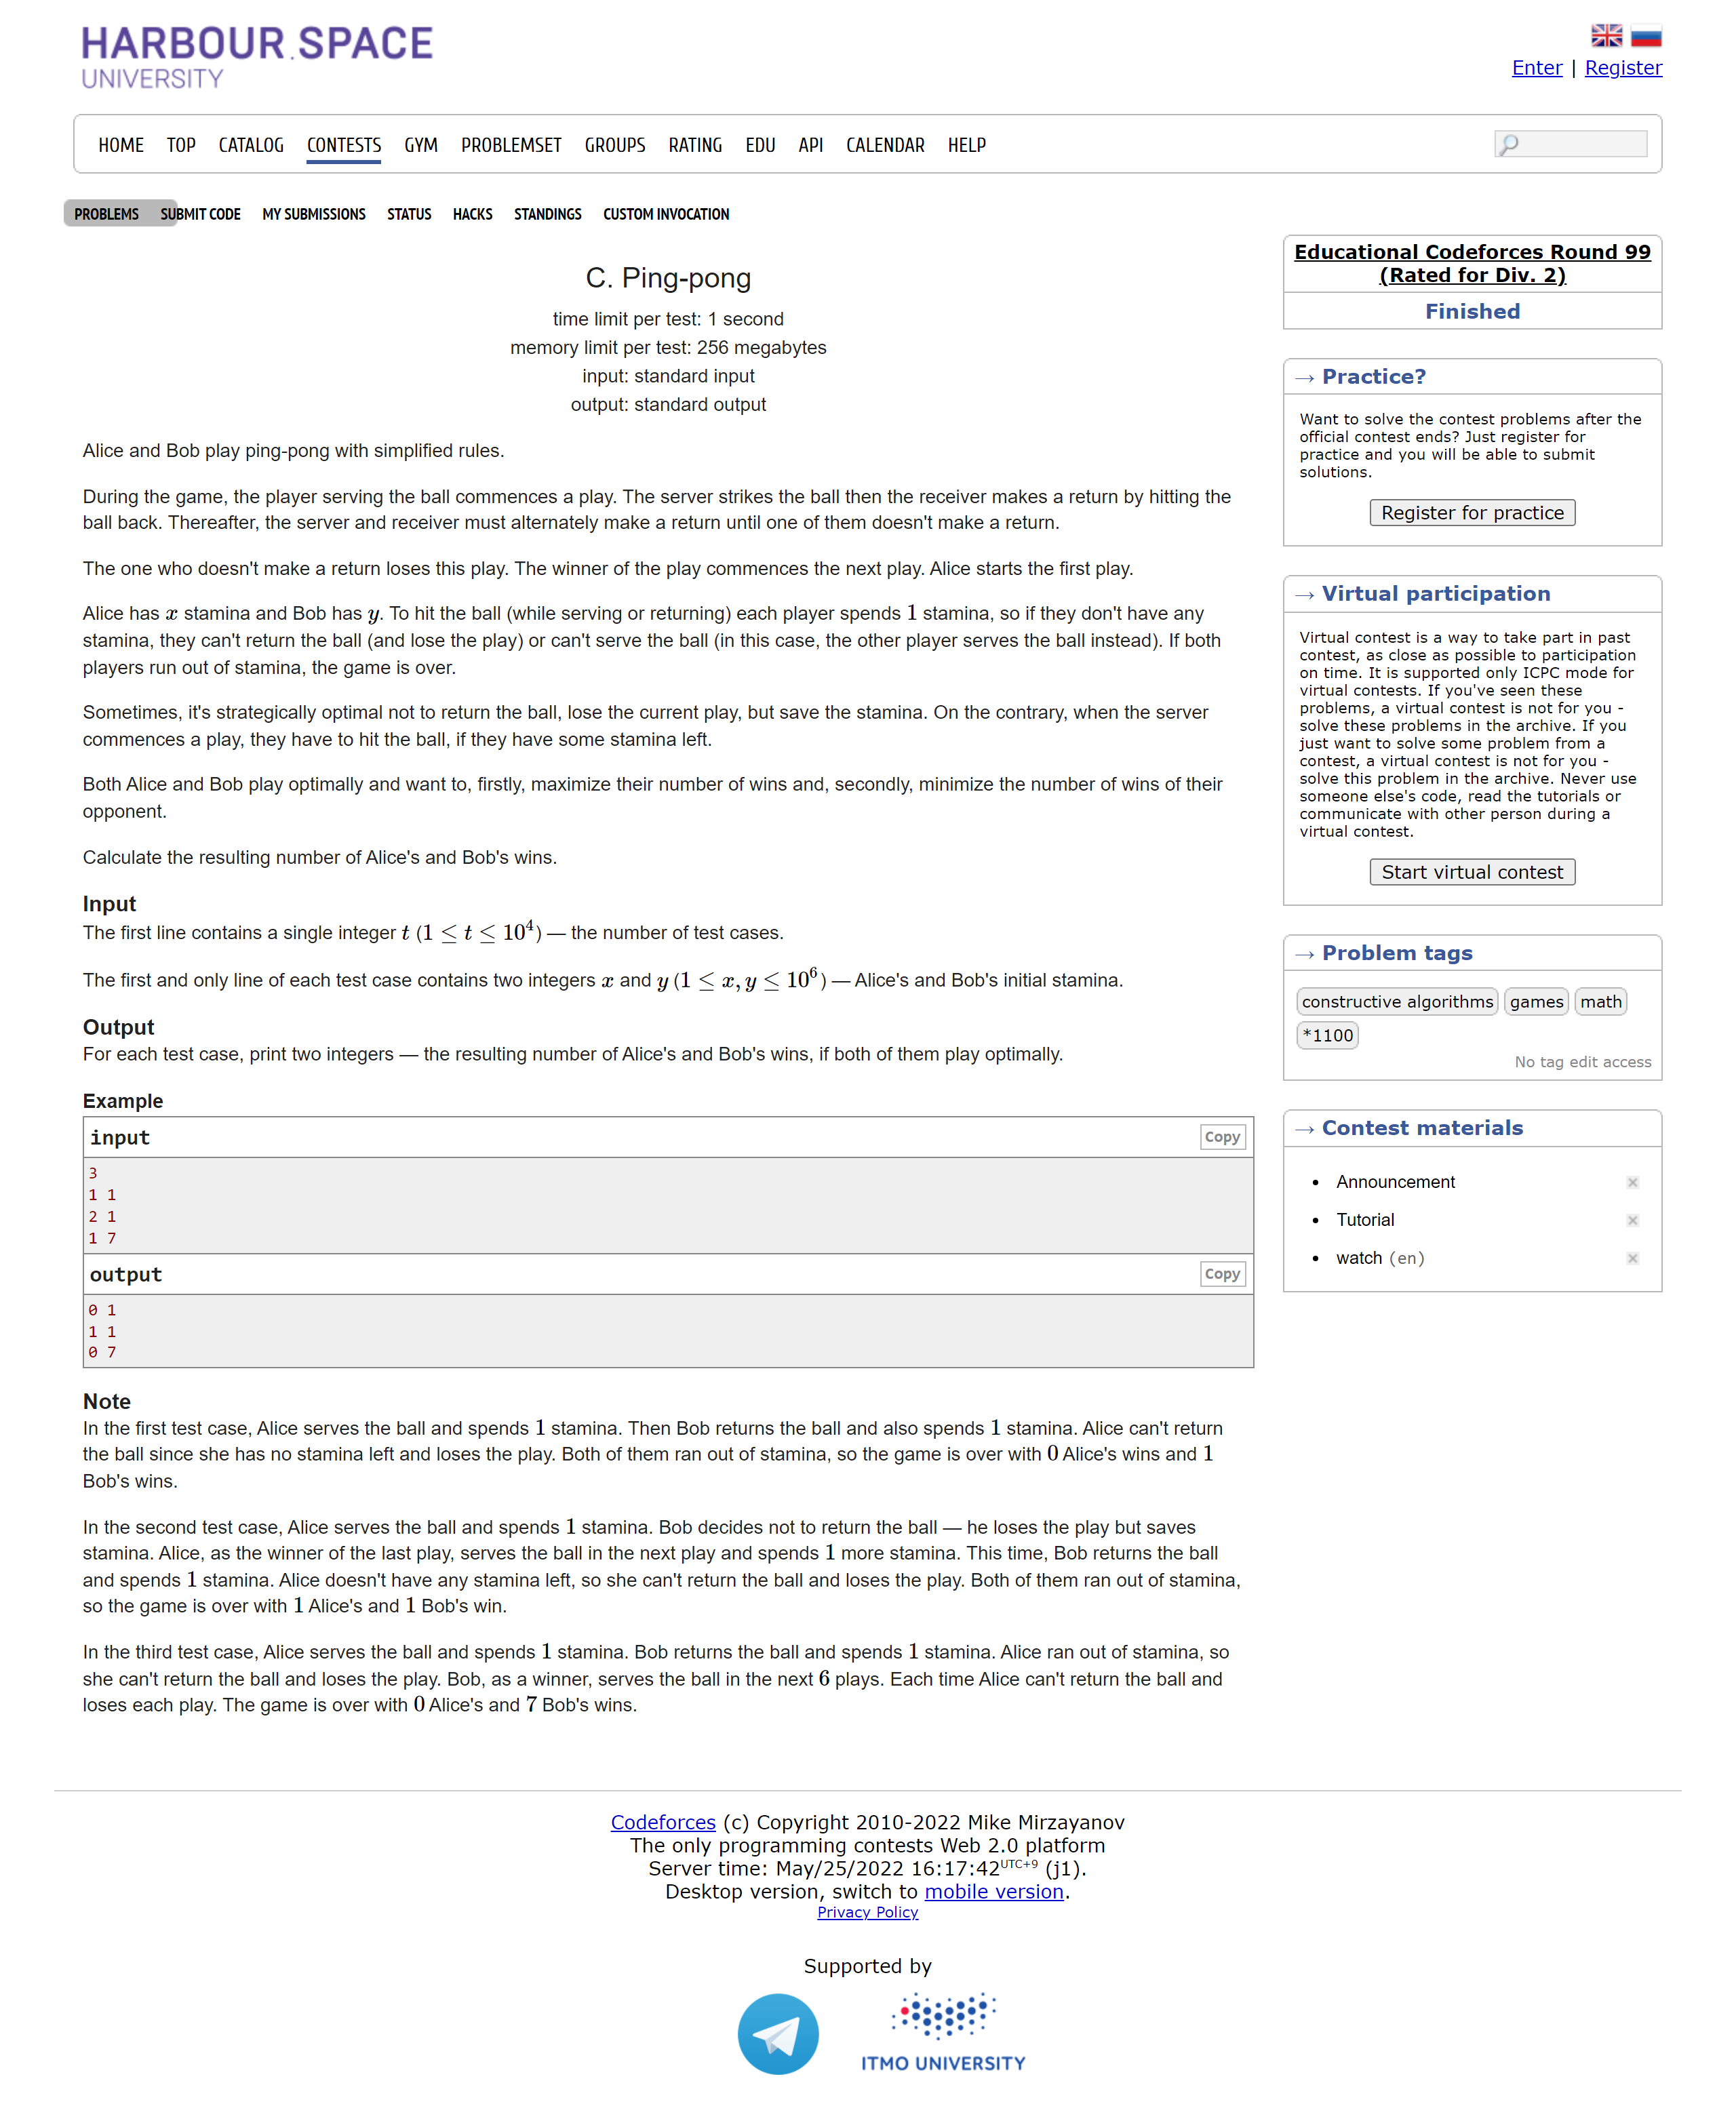 HARBOUR.SPACE
UNIVERSITY
Enter | Register
HOME TOP CATALOG CONTESTS GYM PROBLEMSET GROUPS RATING EDU API CALENDAR HELP
PROBLEMS SUBMIT CODE MY SUBMISSIONS STATUS HACKS STANDINGS CUSTOM INVOCATION
C. Ping-pong
time limit per test: 1 second
memory limit per test: 256 megabytes
input: standard input
output: standard output
Alice and Bob play ping-pong with simplified rules.
During the game, the player serving the ball commences a play. The server strikes the ball then the receiver makes a return by hitting the
ball back. Thereafter, the server and receiver must alternately make a return until one of them doesn't make a return.
The one who doesn't make a return loses this play. The winner of the play commences the next play. Alice starts the first play.
Alice has x stamina and Bob has y. To hit the ball (while serving or returning) each player spends 1 stamina, so if they don't have any
stamina, they can't return the ball (and lose the play) or can't serve the ball (in this case, the other player serves the ball instead). If both
players run out of stamina, the game is over.
Sometimes, it's strategically optimal not to return the ball, lose the current play, but save the stamina. On the contrary, when the server
commences a play, they have to hit the ball, if they have some stamina left.
Both Alice and Bob play optimally and want to, firstly, maximize their number of wins and, secondly, minimize the number of wins of their
opponent.
Calculate the resulting number of Alice's and Bob's wins.
Input
The first line contains a single integer t (1 ≤ t ≤ 10⁴) — the number of test cases.
The first and only line of each test case contains two integers x and y (1 ≤ x, y ≤ 10⁶) — Alice's and Bob's initial stamina.
Output
For each test case, print two integers — the resulting number of Alice's and Bob's wins, if both of them play optimally.
Example
input Copy
3
1 1
2 1
1 7
output Copy
0 1
1 1
0 7
Note
In the first test case, Alice serves the ball and spends 1 stamina. Then Bob returns the ball and also spends 1 stamina. Alice can't return
the ball since she has no stamina left and loses the play. Both of them ran out of stamina, so the game is over with 0 Alice's wins and 1
Bob's wins.
In the second test case, Alice serves the ball and spends 1 stamina. Bob decides not to return the ball — he loses the play but saves
stamina. Alice, as the winner of the last play, serves the ball in the next play and spends 1 more stamina. This time, Bob returns the ball
and spends 1 stamina. Alice doesn't have any stamina left, so she can't return the ball and loses the play. Both of them ran out of stamina,
so the game is over with 1 Alice's and 1 Bob's win.
In the third test case, Alice serves the ball and spends 1 stamina. Bob returns the ball and spends 1 stamina. Alice ran out of stamina, so
she can't return the ball and loses the play. Bob, as a winner, serves the ball in the next 6 plays. Each time Alice can't return the ball and
loses each play. The game is over with 0 Alice's and 7 Bob's wins.
Educational Codeforces Round 99
(Rated for Div. 2)
Finished
→ Practice?
Want to solve the contest problems after the
official contest ends? Just register for
practice and you will be able to submit
solutions.
Register for practice
→ Virtual participation
Virtual contest is a way to take part in past
contest, as close as possible to participation
on time. It is supported only ICPC mode for
virtual contests. If you've seen these
problems, a virtual contest is not for you -
solve these problems in the archive. If you
just want to solve some problem from a
contest, a virtual contest is not for you -
solve this problem in the archive. Never use
someone else's code, read the tutorials or
communicate with other person during a
virtual contest.
Start virtual contest
→ Problem tags
constructive algorithms games math
*1100
No tag edit access
→ Contest materials
• Announcement
• Tutorial
• watch (en)
Codeforces (c) Copyright 2010-2022 Mike Mirzayanov
The only programming contests Web 2.0 platform
Server time: May/25/2022 16:17:42 UTC+9 (j1).
Desktop version, switch to mobile version.
Privacy Policy
Supported by
ITMO UNIVERSITY